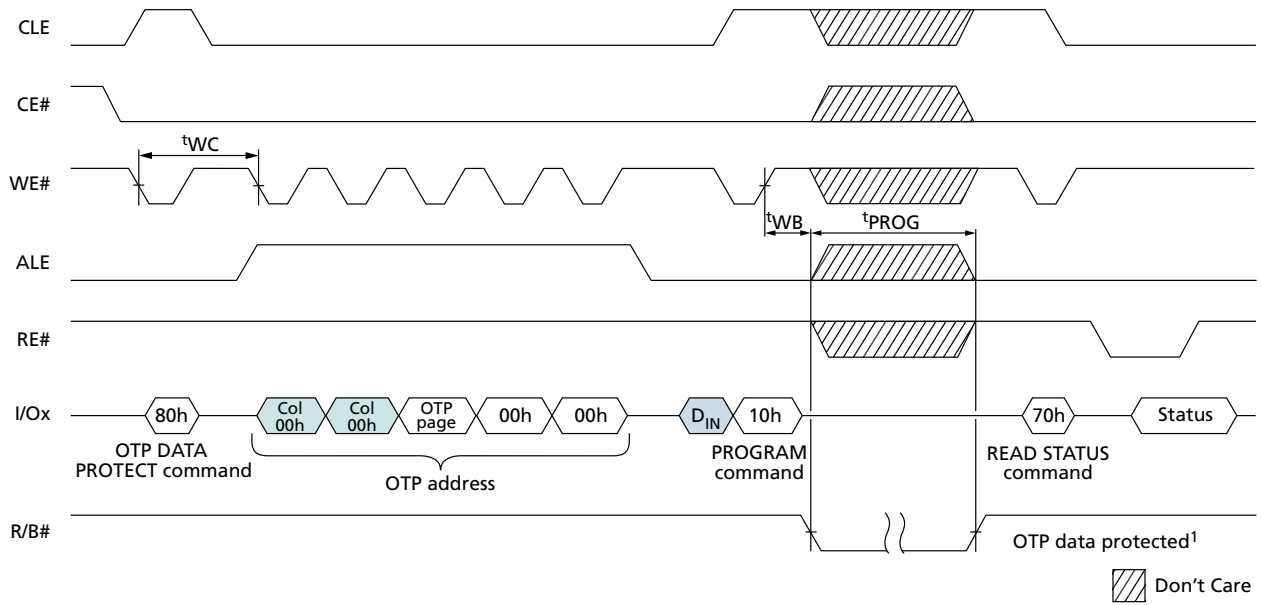 CLE
CE#
tWC
WE#
tWB
tPROG
ALE
RE#
I/Ox
80h
Col
00h
Col
00h
OTP
page
00h
00h
DIN
10h
70h
Status
OTP DATA
PROTECT command
OTP address
PROGRAM
command
READ STATUS
command
R/B#
OTP data protected1
Don't Care